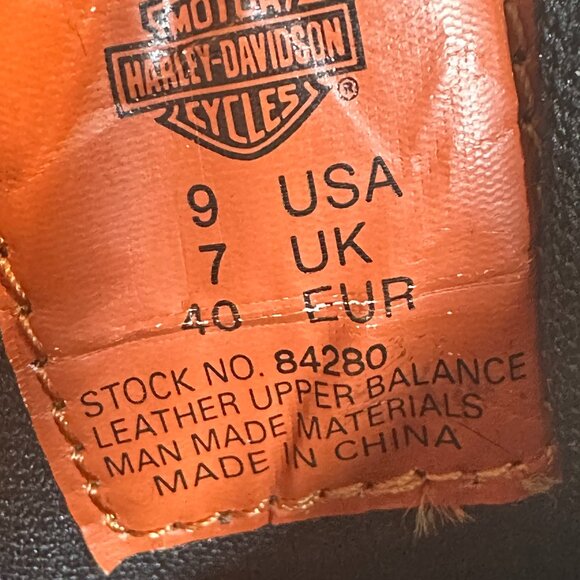 MOTOR
HARLEY-DAVIDSON
CYCLES
®
9 USA
7 UK
40 EUR
STOCK NO. 84280
LEATHER UPPER BALANCE
MAN MADE MATERIALS
MADE IN CHINA